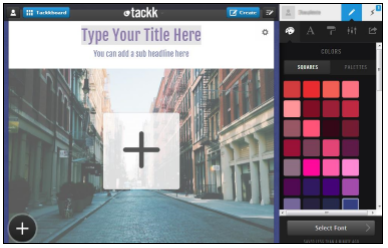 Tackkboard
tackk
Create
Type Your Title Here
You can add a sub headline here
COLORS
SQUARES
PALETTES
Select Font